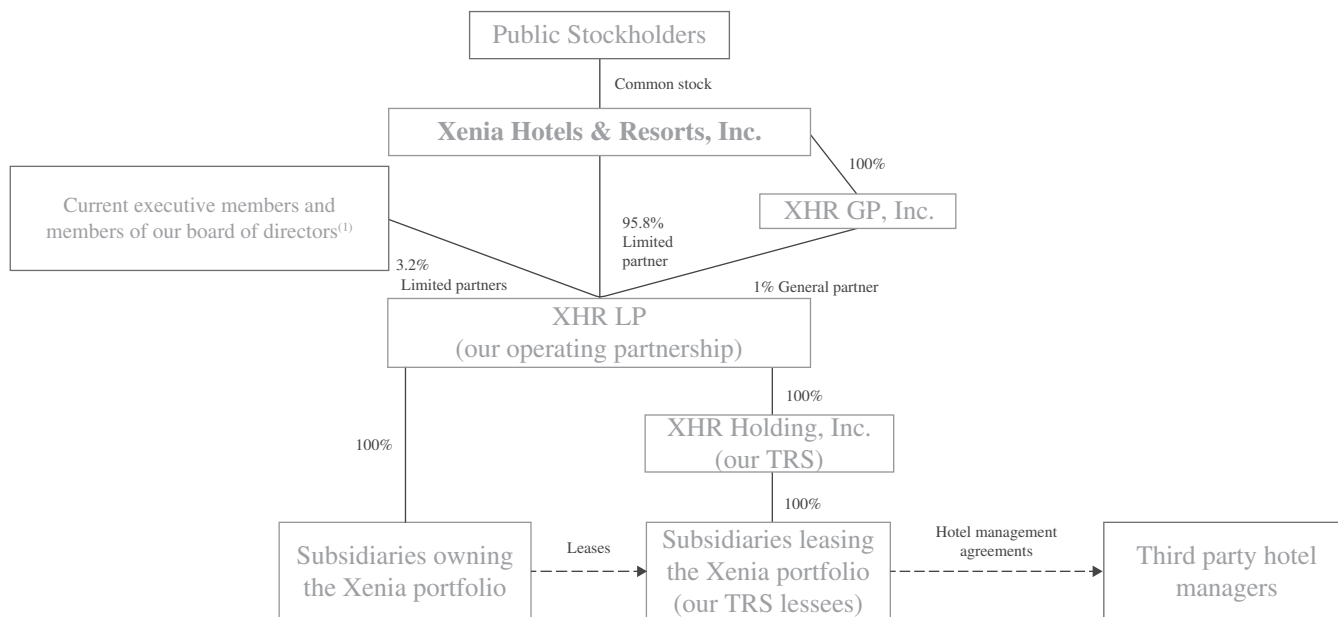 Public Stockholders
Common stock
Xenia Hotels & Resorts, Inc.
100%
Current executive members and
members of our board of directors(1)
XHR GP, Inc.
95.8%
Limited
partner
3.2%
Limited partners
1% General partner
XHR LP
(our operating partnership)
100%
100%
XHR Holding, Inc.
(our TRS)
100%
Subsidiaries owning
the Xenia portfolio
Leases
Subsidiaries leasing
the Xenia portfolio
(our TRS lessees)
Hotel management
agreements
Third party hotel
managers